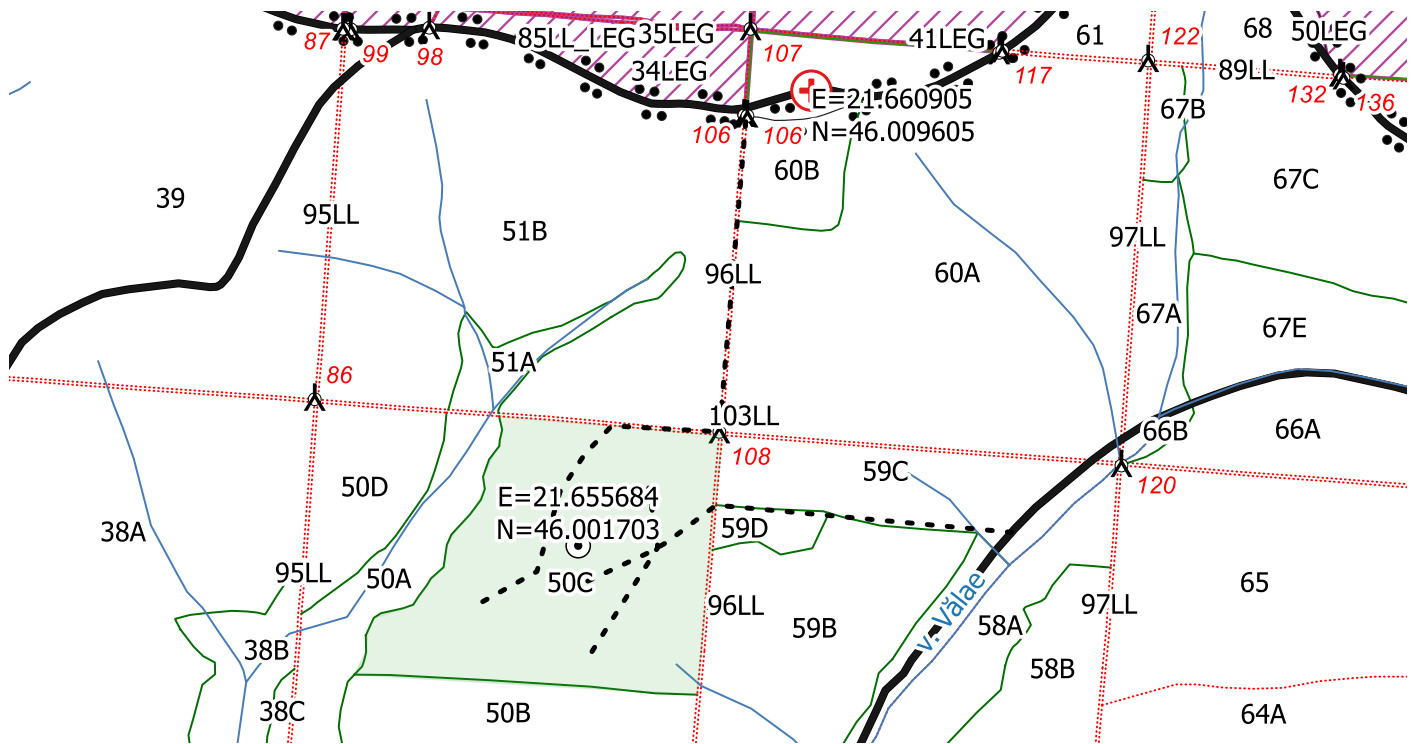 61
68
50LEG
122
87
99
98
85LL_LEG
35LEG
107
41LEG
117
89LL
132
136
34LEG
E=21.660905
N=46.009605
106
106
67B
60B
67C
39
95LL
51B
96LL
60A
97LL
67A
67E
51A
86
103LL
108
66B
66A
120
59C
50D
E=21.655684
N=46.001703
38A
59D
95LL
50A
50C
96LL
59B
v. Vălae
58A
97LL
65
38B
58B
38C
50B
64A